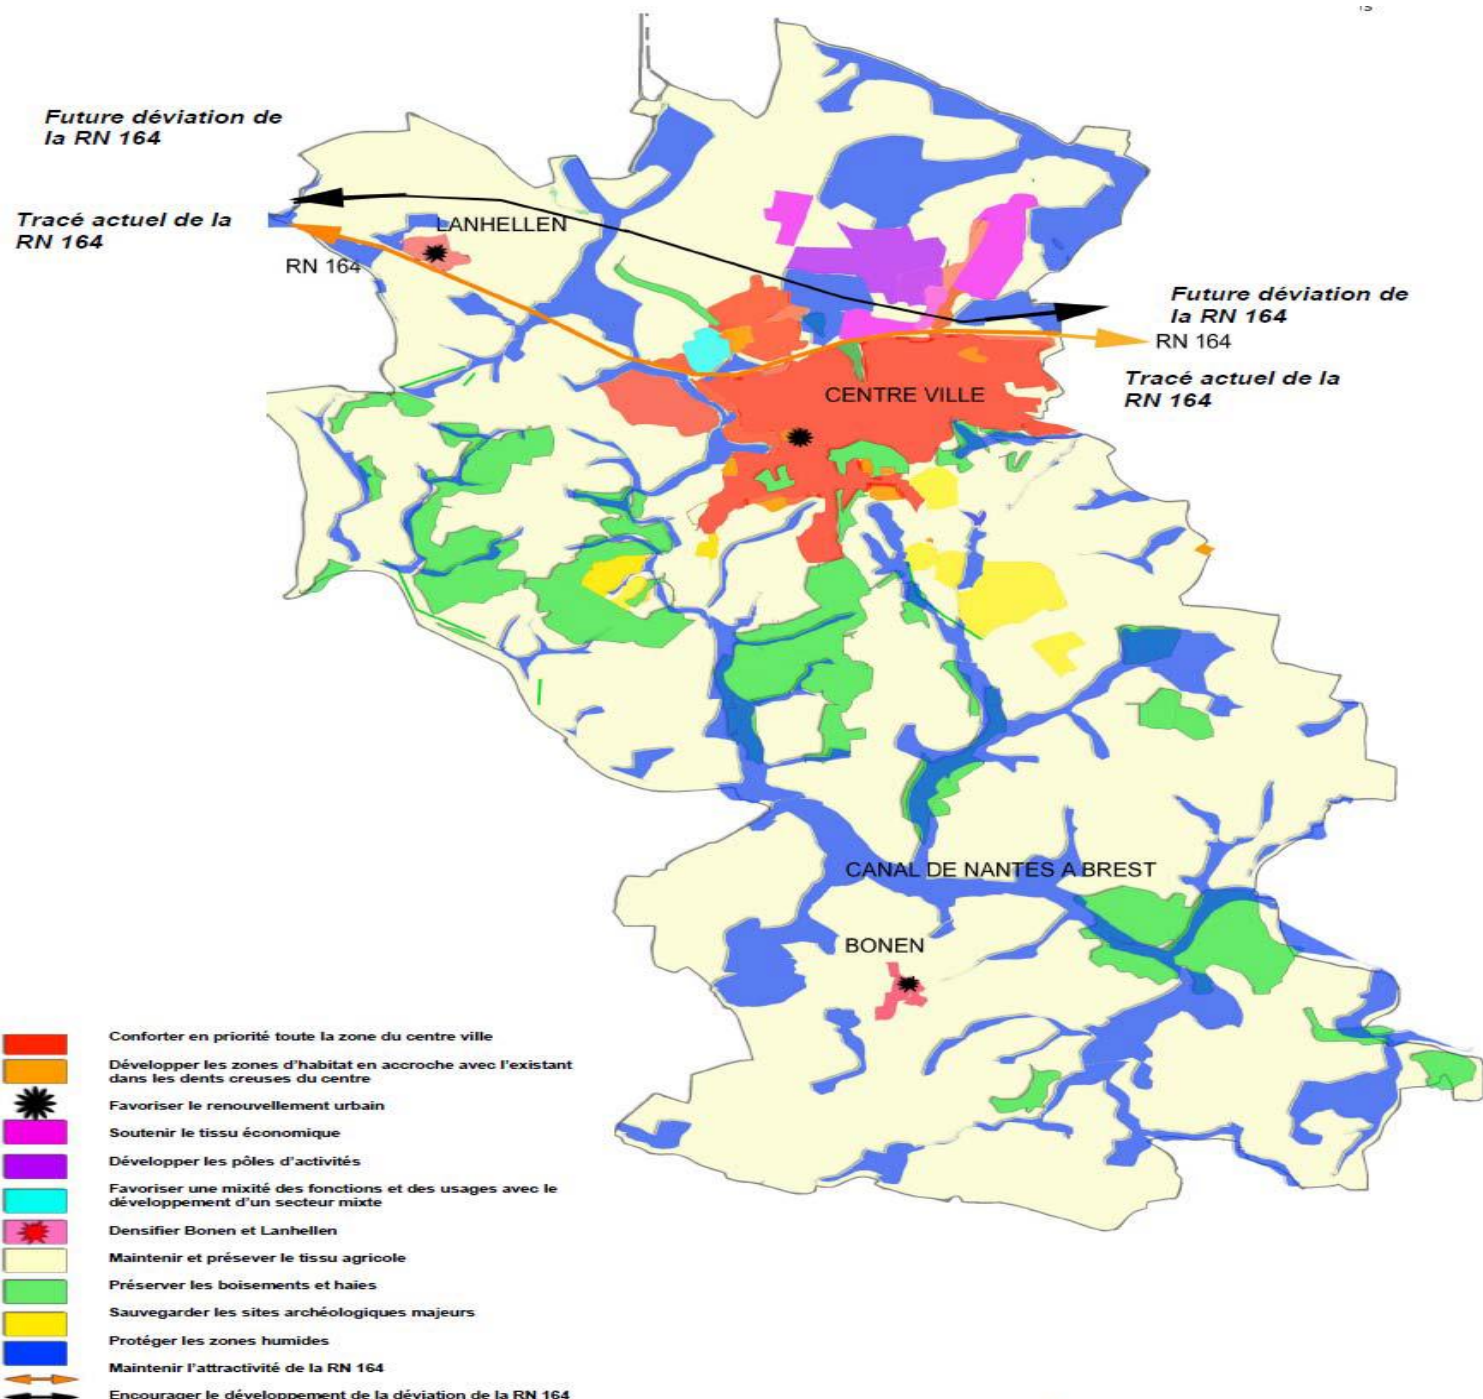 Future déviation de
la RN 164
Tracé actuel de la
RN 164
LANHELLEN
RN 164
Future déviation de
la RN 164
RN 164
Tracé actuel de la
RN 164
CENTRE VILLE
CANAL DE NANTES A BREST
BONEN
Conforter en priorité toute la zone du centre ville
Développer les zones d'habitat en accroche avec l'existant
dans les dents creuses du centre
Favoriser le renouvellement urbain
Soutenir le tissu économique
Développer les pôles d'activités
Favoriser une mixité des fonctions et des usages avec le
développement d'un secteur mixte
Densifier Bonen et Lanhellen
Maintenir et présever le tissu agricole
Préserver les boisements et haies
Sauvegarder les sites archéologiques majeurs
Protéger les zones humides
Maintenir l'attractivité de la RN 164
Encourager le développement de la déviation de la RN 164